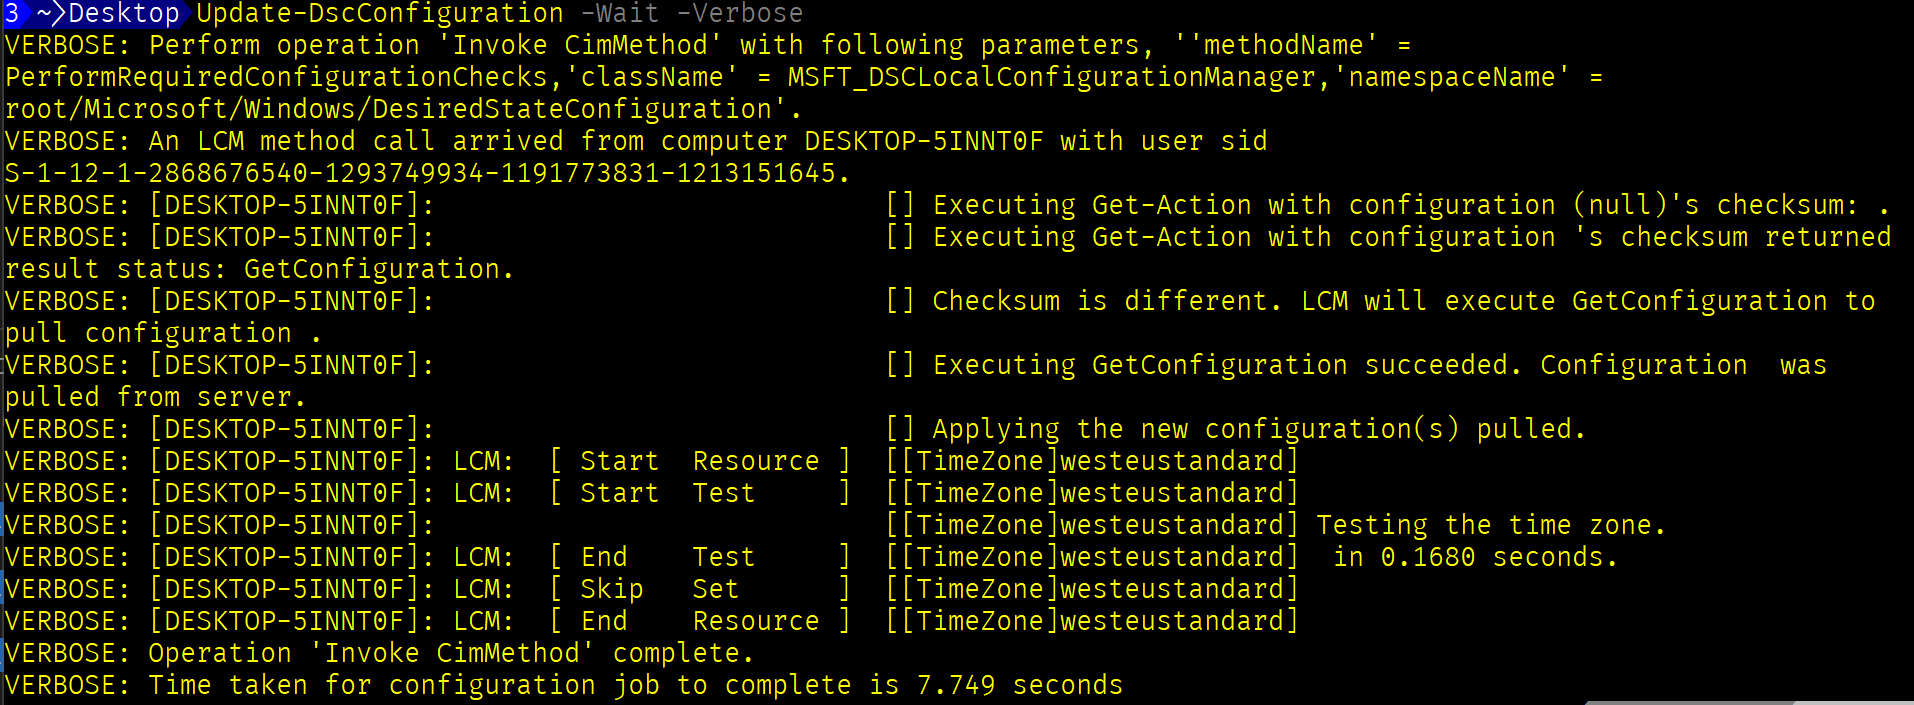 3 ~>Desktop Update-DscConfiguration -Wait -Verbose
VERBOSE: Perform operation 'Invoke CimMethod' with following parameters, ''methodName' =
PerformRequiredConfigurationChecks,'className' = MSFT_DSCLocalConfigurationManager,'namespaceName' =
root/Microsoft/Windows/DesiredStateConfiguration'.
VERBOSE: An LCM method call arrived from computer DESKTOP-5INNT0F with user sid
S-1-12-1-2868676540-1293749934-1191773831-1213151645.
VERBOSE: [DESKTOP-5INNT0F]:                            [] Executing Get-Action with configuration (null)'s checksum: .
VERBOSE: [DESKTOP-5INNT0F]:                            [] Executing Get-Action with configuration 's checksum returned
result status: GetConfiguration.
VERBOSE: [DESKTOP-5INNT0F]:                            [] Checksum is different. LCM will execute GetConfiguration to
pull configuration .
VERBOSE: [DESKTOP-5INNT0F]:                            [] Executing GetConfiguration succeeded. Configuration  was
pulled from server.
VERBOSE: [DESKTOP-5INNT0F]:                            [] Applying the new configuration(s) pulled.
VERBOSE: [DESKTOP-5INNT0F]: LCM:  [ Start  Resource ]  [[TimeZone]westeustandard]
VERBOSE: [DESKTOP-5INNT0F]: LCM:  [ Start  Test     ]  [[TimeZone]westeustandard]
VERBOSE: [DESKTOP-5INNT0F]:                            [[TimeZone]westeustandard] Testing the time zone.
VERBOSE: [DESKTOP-5INNT0F]: LCM:  [ End    Test     ]  [[TimeZone]westeustandard]  in 0.1680 seconds.
VERBOSE: [DESKTOP-5INNT0F]: LCM:  [ Skip   Set      ]  [[TimeZone]westeustandard]
VERBOSE: [DESKTOP-5INNT0F]: LCM:  [ End    Resource ]  [[TimeZone]westeustandard]
VERBOSE: Operation 'Invoke CimMethod' complete.
VERBOSE: Time taken for configuration job to complete is 7.749 seconds